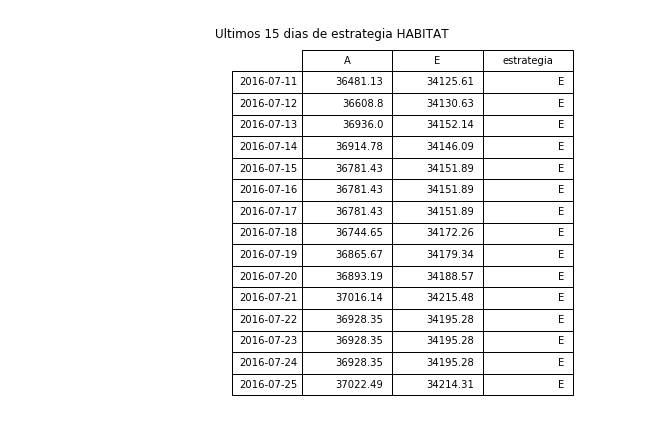 Ultimos 15 dias de estrategia HABITAT
A E estrategia
2016-07-11 36481.13 34125.61 E
2016-07-12 36608.8 34130.63 E
2016-07-13 36936.0 34152.14 E
2016-07-14 36914.78 34146.09 E
2016-07-15 36781.43 34151.89 E
2016-07-16 36781.43 34151.89 E
2016-07-17 36781.43 34151.89 E
2016-07-18 36744.65 34172.26 E
2016-07-19 36865.67 34179.34 E
2016-07-20 36893.19 34188.57 E
2016-07-21 37016.14 34215.48 E
2016-07-22 36928.35 34195.28 E
2016-07-23 36928.35 34195.28 E
2016-07-24 36928.35 34195.28 E
2016-07-25 37022.49 34214.31 E